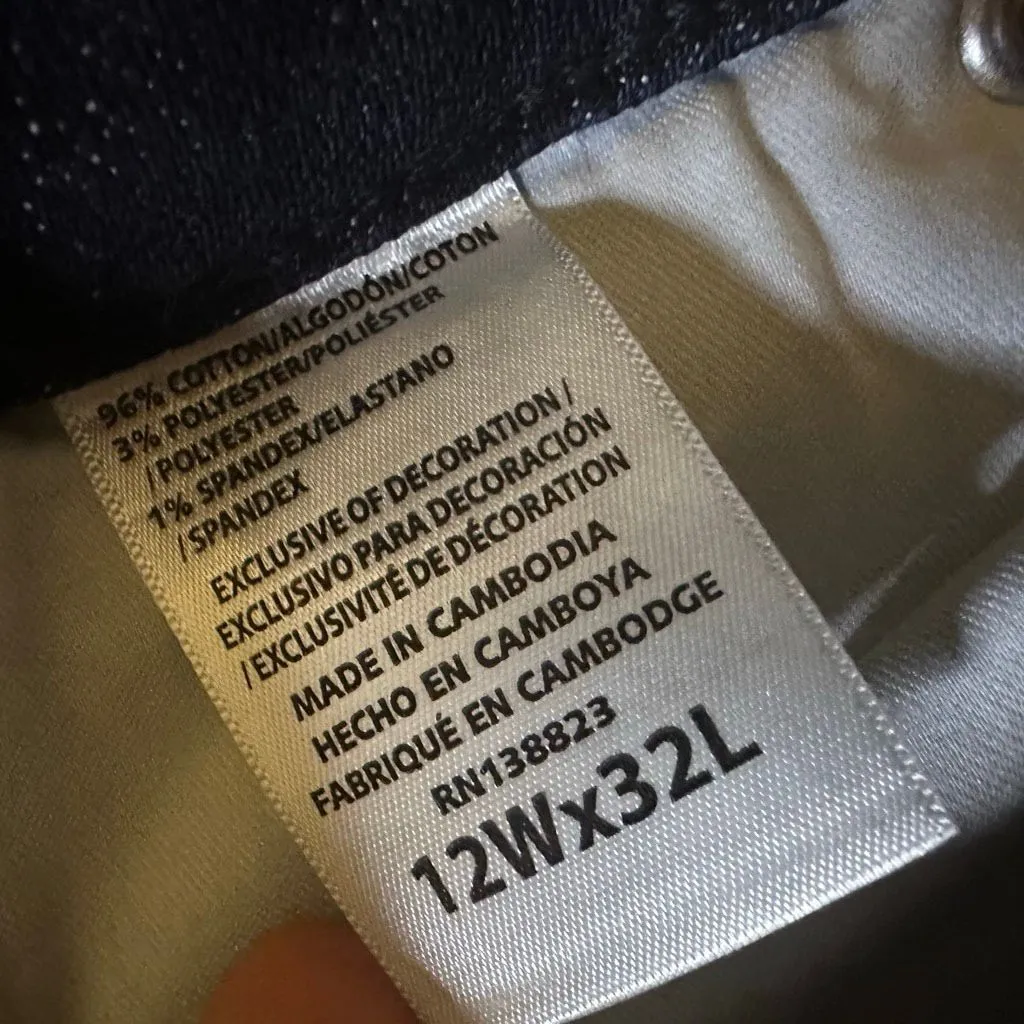 96% COTTON/ALGODÓN/COTON
3% POLYESTER/POLIÉSTER
/POLYESTER
1% SPANDEX/ELASTANO
/SPANDEX
EXCLUSIVE OF DECORATION/
EXCLUSIVO PARA DECORACIÓN
/EXCLUSIVITÉ DE DÉCORATION
MADE IN CAMBODIA
HECHO EN CAMBOYA
FABRIQUÉ EN CAMBODGE
RN138823
12Wx32L